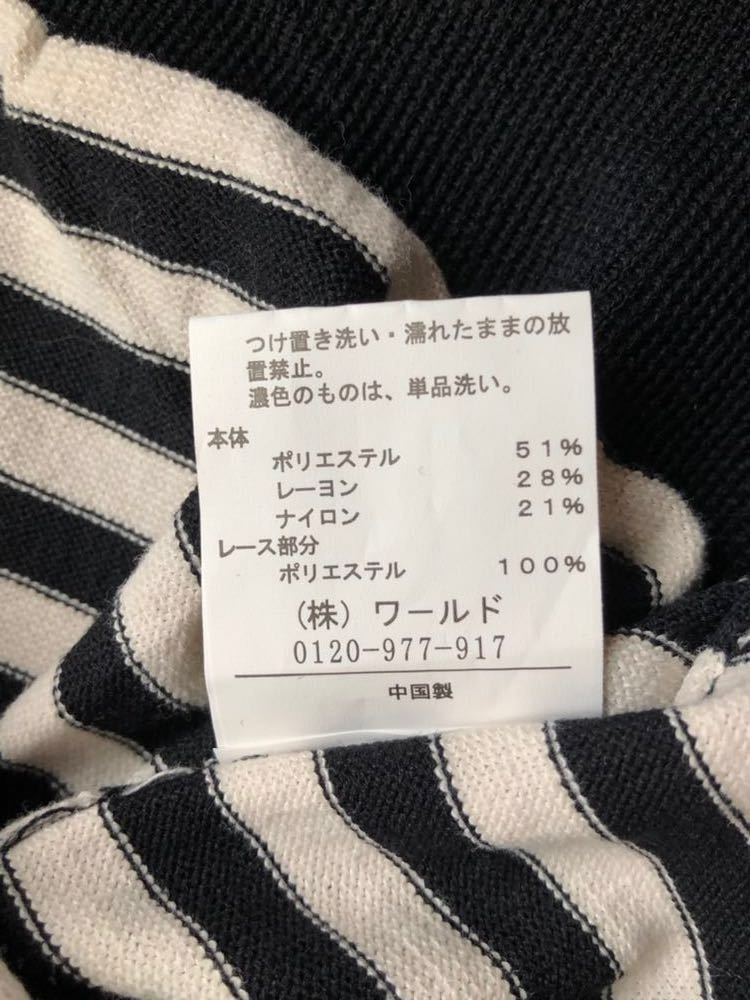 つけ置き洗い・濡れたままの放
置禁止。
濃色のものは、単品洗い。
本体
ポリエステル 51%
レーヨン 28%
ナイロン 21%
レース部分
ポリエステル 100%
(株)ワールド
0120-977-917
中国製